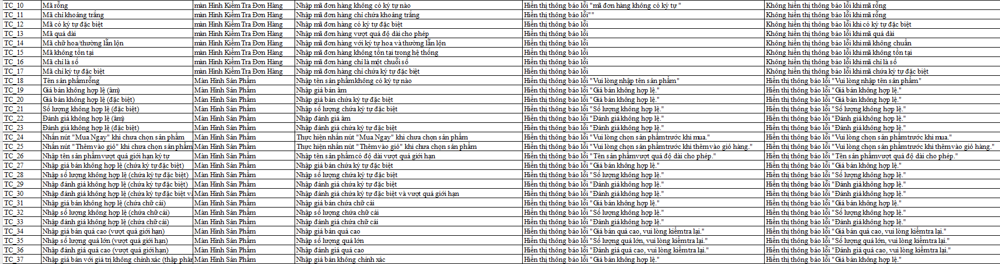 TC_10 Mã rỗng màn Hình Kiểm Tra Đơn Hàng Nhập mã đơn hàng không có ký tự nào Hiển thị thông báo lỗi "mã đơn hàng không có ký tự " Không hiển thị thông báo lỗi khi mã rỗng
TC_11 Mã chỉ khoảng trắng màn Hình Kiểm Tra Đơn Hàng Nhập mã đơn hàng chỉ chứa khoảng trắng Hiển thị thông báo lỗi"" Không hiển thị thông báo lỗi khi mã rỗng
TC_12 Mã có ký tự đặc biệt màn Hình Kiểm Tra Đơn Hàng Nhập mã đơn hàng có ký tự đặc biệt Hiển thị thông báo lỗi Không hiển thị thông báo lỗi khi có ký tự đặc biệt
TC_13 Mã quá dài màn Hình Kiểm Tra Đơn Hàng Nhập mã đơn hàng vượt quá độ dài cho phép Hiển thị thông báo lỗi Không hiển thị thông báo lỗi khi mã quá dài
TC_14 Mã chữ hoa/thường lẫn lộn màn Hình Kiểm Tra Đơn Hàng Nhập mã đơn hàng với ký tự hoa và thường lẫn lộn Hiển thị thông báo lỗi Không hiển thị thông báo lỗi khi mã không chuẩn
TC_15 Mã không tồn tại màn Hình Kiểm Tra Đơn Hàng Nhập mã đơn hàng không tồn tại trong hệ thống Hiển thị thông báo lỗi Không hiển thị thông báo lỗi khi mã không tồn tại
TC_16 Mã chỉ là số màn Hình Kiểm Tra Đơn Hàng Nhập mã đơn hàng chỉ là một chuỗi số Hiển thị thông báo lỗi Không hiển thị thông báo lỗi khi mã chỉ là số
TC_17 Mã chỉ ký tự đặc biệt màn Hình Kiểm Tra Đơn Hàng Nhập mã đơn hàng chỉ chứa ký tự đặc biệt Hiển thị thông báo lỗi Không hiển thị thông báo lỗi khi mã chứa ký tự đặc biệt
TC_18 Tên sản phẩm rỗng Màn Hình Sản Phẩm Nhập tên sản phẩm không có ký tự nào Hiển thị thông báo lỗi "Vui lòng nhập tên sản phẩm" Hiển thị thông báo lỗi "Vui lòng nhập tên sản phẩm"
TC_19 Giá bán không hợp lệ (âm) Màn Hình Sản Phẩm Nhập giá bán âm Hiển thị thông báo lỗi "Giá bán không hợp lệ." Hiển thị thông báo lỗi "Giá bán không hợp lệ."
TC_20 Giá bán không hợp lệ (đặc biệt) Màn Hình Sản Phẩm Nhập giá bán chứa ký tự đặc biệt Hiển thị thông báo lỗi "Giá bán không hợp lệ." Hiển thị thông báo lỗi "Giá bán không hợp lệ."
TC_21 Số lượng không hợp lệ (đặc biệt) Màn Hình Sản Phẩm Nhập số lượng chứa ký tự đặc biệt Hiển thị thông báo lỗi "Số lượng không hợp lệ." Hiển thị thông báo lỗi "Số lượng không hợp lệ."
TC_22 Đánh giá không hợp lệ (âm) Màn Hình Sản Phẩm Nhập đánh giá âm Hiển thị thông báo lỗi "Đánh giá không hợp lệ." Hiển thị thông báo lỗi "Đánh giá không hợp lệ."
TC_23 Đánh giá không hợp lệ (đặc biệt) Màn Hình Sản Phẩm Nhập đánh giá chứa ký tự đặc biệt Hiển thị thông báo lỗi "Đánh giá không hợp lệ." Hiển thị thông báo lỗi "Đánh giá không hợp lệ."
TC_24 Nhấn nút "Mua Ngay" khi chưa chọn sản phẩm Màn Hình Sản Phẩm Thực hiện nhấn nút "Mua Ngay" khi chưa chọn sản phẩm Hiển thị thông báo lỗi "Vui lòng chọn sản phẩm trước khi mua." Hiển thị thông báo lỗi "Vui lòng chọn sản phẩm trước khi mua."
TC_25 Nhấn nút "Thêm vào giỏ" khi chưa chọn sản phẩm Màn Hình Sản Phẩm Thực hiện nhấn nút "Thêm vào giỏ" khi chưa chọn sản phẩm Hiển thị thông báo lỗi "Vui lòng chọn sản phẩm trước khi thêm vào giỏ hàng." Hiển thị thông báo lỗi "Vui lòng chọn sản phẩm trước khi thêm vào giỏ hàng."
TC_26 Nhập tên sản phẩm vượt quá giới hạn ký tự Màn Hình Sản Phẩm Nhập tên sản phẩm có độ dài vượt quá giới hạn Hiển thị thông báo lỗi "Tên sản phẩm vượt quá độ dài cho phép." Hiển thị thông báo lỗi "Tên sản phẩm vượt quá độ dài cho phép."
TC_27 Nhập giá bán không hợp lệ (chứa ký tự đặc biệt) Màn Hình Sản Phẩm Nhập giá bán chứa ký tự đặc biệt Hiển thị thông báo lỗi "Giá bán không hợp lệ." Hiển thị thông báo lỗi "Giá bán không hợp lệ."
TC_28 Nhập số lượng không hợp lệ (chứa ký tự đặc biệt) Màn Hình Sản Phẩm Nhập số lượng chứa ký tự đặc biệt Hiển thị thông báo lỗi "Số lượng không hợp lệ." Hiển thị thông báo lỗi "Số lượng không hợp lệ."
TC_29 Nhập đánh giá không hợp lệ (chứa ký tự đặc biệt) Màn Hình Sản Phẩm Nhập đánh giá chứa ký tự đặc biệt Hiển thị thông báo lỗi "Đánh giá không hợp lệ." Hiển thị thông báo lỗi "Đánh giá không hợp lệ."
TC_30 Nhập đánh giá không hợp lệ (chứa ký tự đặc biệt và Màn Hình Sản Phẩm Nhập đánh giá chứa ký tự đặc biệt và vượt quá giới hạn Hiển thị thông báo lỗi "Đánh giá không hợp lệ." Hiển thị thông báo lỗi "Đánh giá không hợp lệ."
TC_31 Nhập giá bán không hợp lệ (chứa chữ cái) Màn Hình Sản Phẩm Nhập giá bán chứa chữ cái Hiển thị thông báo lỗi "Giá bán không hợp lệ." Hiển thị thông báo lỗi "Giá bán không hợp lệ."
TC_32 Nhập số lượng không hợp lệ (chứa chữ cái) Màn Hình Sản Phẩm Nhập số lượng chứa chữ cái Hiển thị thông báo lỗi "Số lượng không hợp lệ." Hiển thị thông báo lỗi "Số lượng không hợp lệ."
TC_33 Nhập đánh giá không hợp lệ (chứa chữ cái) Màn Hình Sản Phẩm Nhập đánh giá chứa chữ cái Hiển thị thông báo lỗi "Đánh giá không hợp lệ." Hiển thị thông báo lỗi "Đánh giá không hợp lệ."
TC_34 Nhập giá bán quá cao (vượt quá giới hạn) Màn Hình Sản Phẩm Nhập giá bán quá cao Hiển thị thông báo lỗi "Giá bán quá cao, vui lòng kiểm tra lại." Hiển thị thông báo lỗi "Giá bán quá cao, vui lòng kiểm tra lại."
TC_35 Nhập số lượng quá lớn (vượt quá giới hạn) Màn Hình Sản Phẩm Nhập số lượng quá lớn Hiển thị thông báo lỗi "Số lượng quá lớn, vui lòng kiểm tra lại." Hiển thị thông báo lỗi "Số lượng quá lớn, vui lòng kiểm tra lại."
TC_36 Nhập đánh giá quá cao (vượt quá giới hạn) Màn Hình Sản Phẩm Nhập đánh giá quá cao Hiển thị thông báo lỗi "Đánh giá quá cao, vui lòng kiểm tra lại." Hiển thị thông báo lỗi "Đánh giá quá cao, vui lòng kiểm tra lại."
TC_37 Nhập giá bán với giá trị không chính xác (thập phân Màn Hình Sản Phẩm Nhập giá bán không chính xác Hiển thị thông báo lỗi "Giá bán không hợp lệ." Hiển thị thông báo lỗi "Giá bán không hợp lệ."